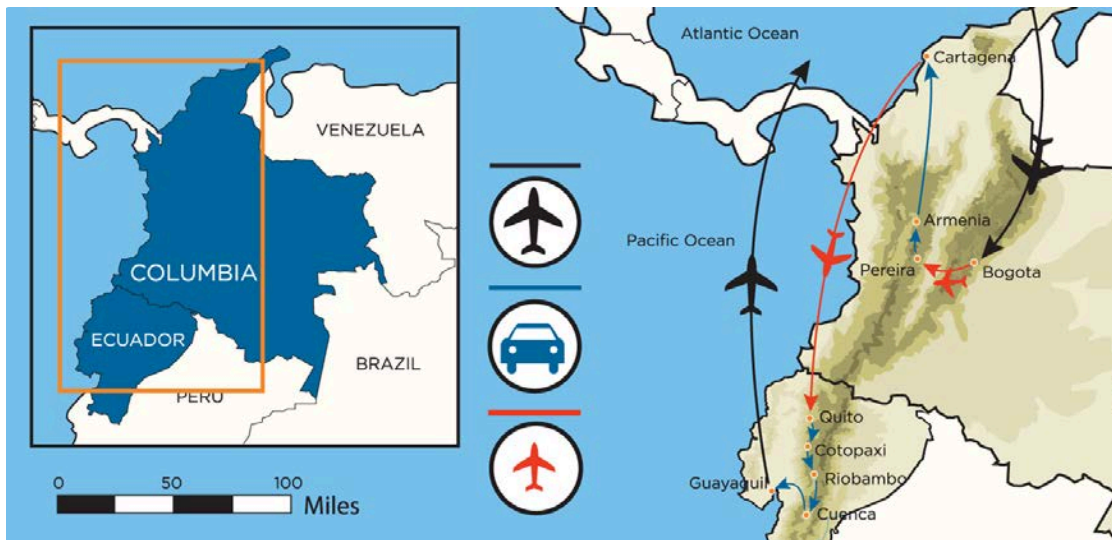 VENEZUELA
COLUMBIA
ECUADOR
PERU
BRAZIL
0 50 100
Miles
Atlantic Ocean
Cartagena
Armenia
Pacific Ocean
Pereira
Bogota
Quito
Cotopaxi
Riobambo
Guayaguil
Cuenca